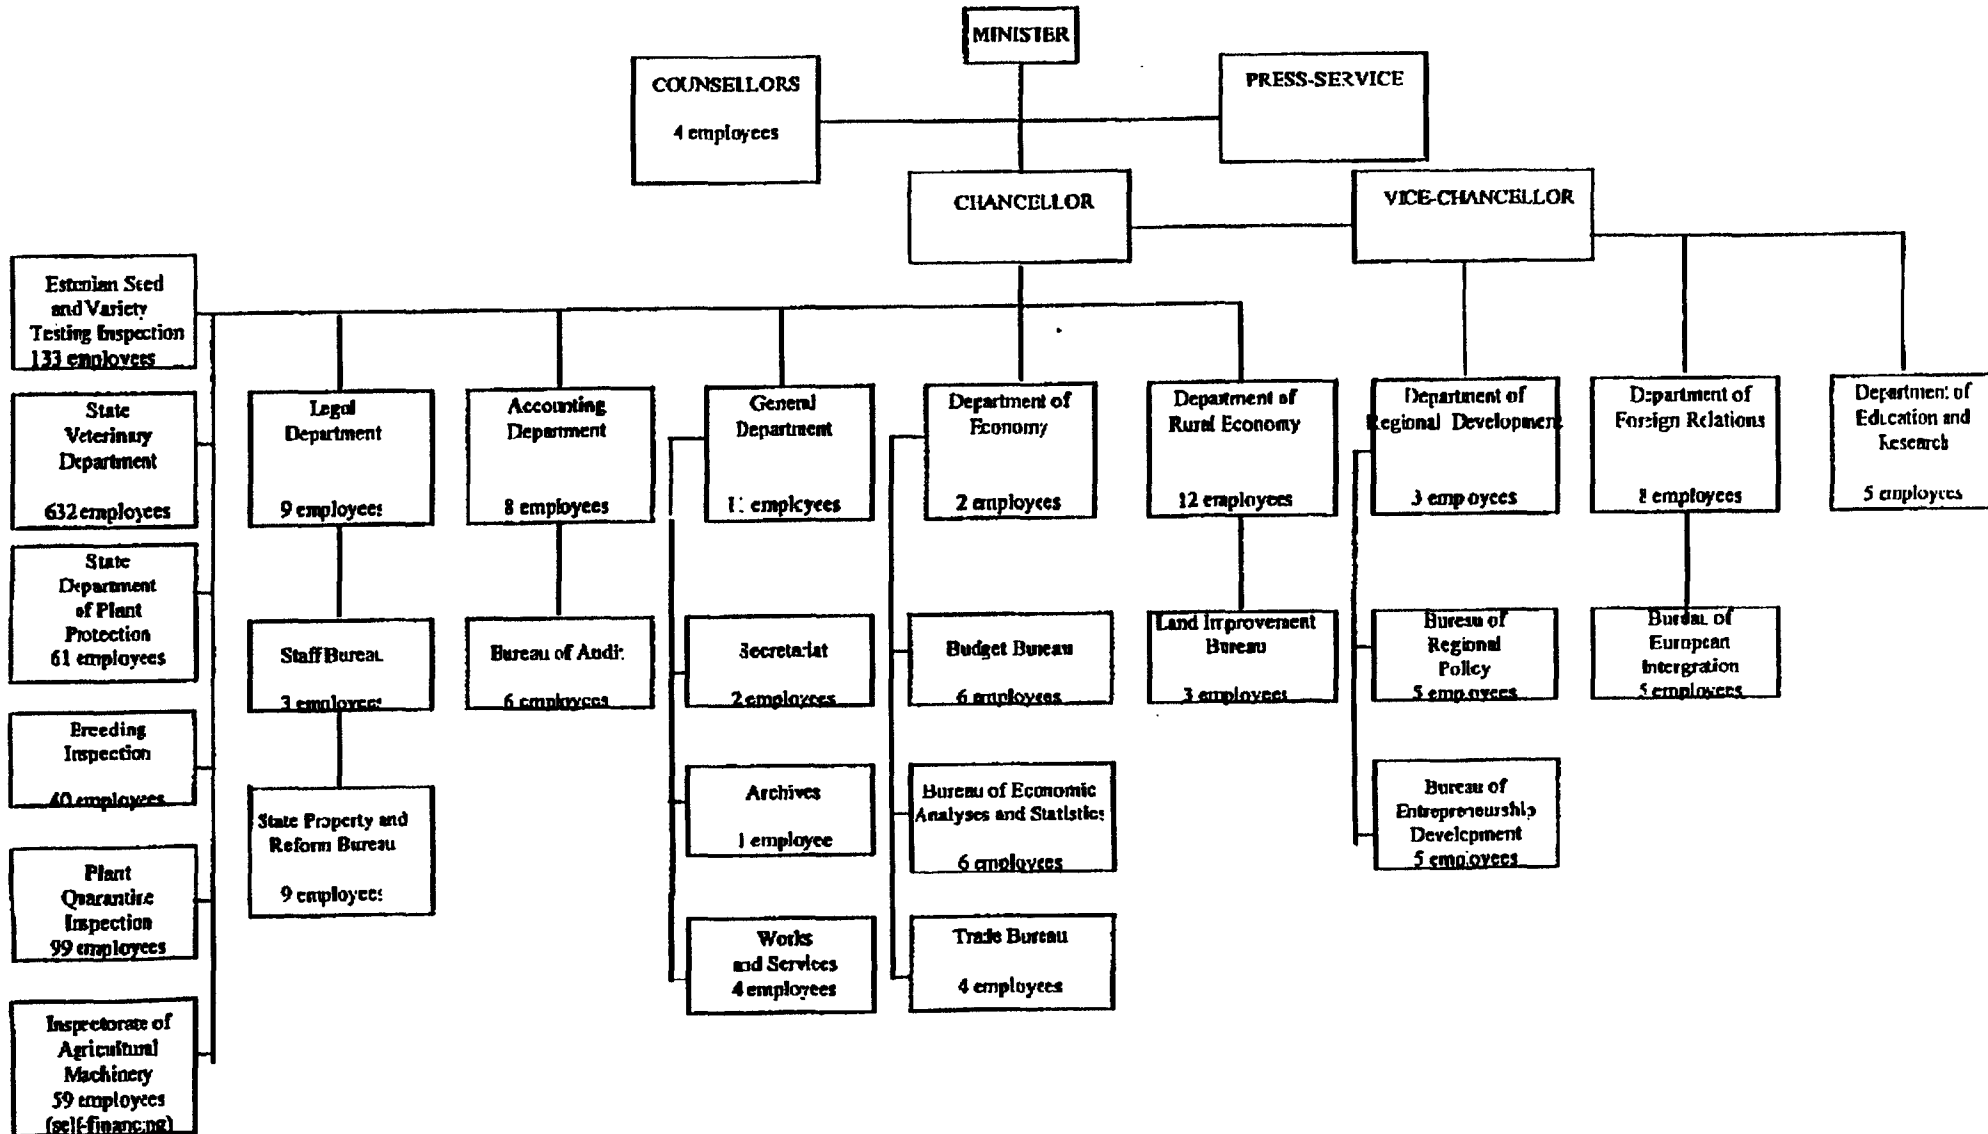 MINISTER
COUNSELLORS
4 employees
PRESS-SERVICE
CHANCELLOR
VICE-CHANCELLOR
Estonian Seed
and Variety
Testing Inspection
133 employees
State
Veterinary
Department
632 employees
State
Department
of Plant
Protection
61 employees
Breeding
Inspection
40 employees
Plant
Quarantine
Inspection
99 employees
Inspectorate of
Agricultural
Machinery
59 employees
(self-financing)
Legal
Department
9 employees
Staff Bureau
3 employees
State Property and
Reform Bureau
9 employees
Accounting
Department
8 employees
Bureau of Audit
6 employees
General
Department
employees
Secretariat
2 employees
Archives
1 employee
Works
and Services
4 employees
Department of
Economy
2 employees
Budget Bureau
6 employees
Bureau of Economic
Analyses and Statistics
6 employees
Trade Bureau
4 employees
Department of
Rural Economy
12 employees
Land Improvement
Bureau
3 employees
Department of
Regional Development
3 employees
Bureau of
Regional
Policy
5 employees
Bureau of
Entrepreneurship
Development
5 employees
Department of
Foreign Relations
8 employees
Bureau of
European
Intergration
5 employees
Department of
Education and
Research
5 employees